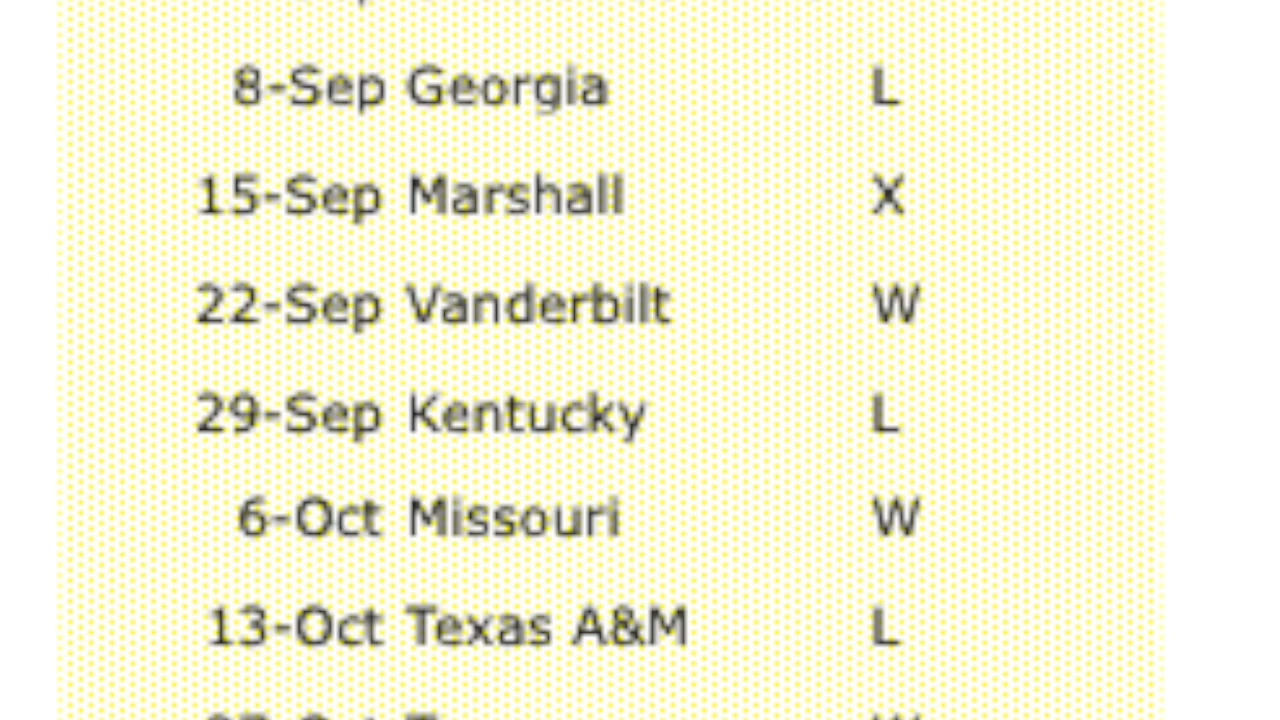 8-Sep Georgia L
15-Sep Marshall X
22-Sep Vanderbilt W
29-Sep Kentucky L
6-Oct Missouri W
13-Oct Texas A&M L